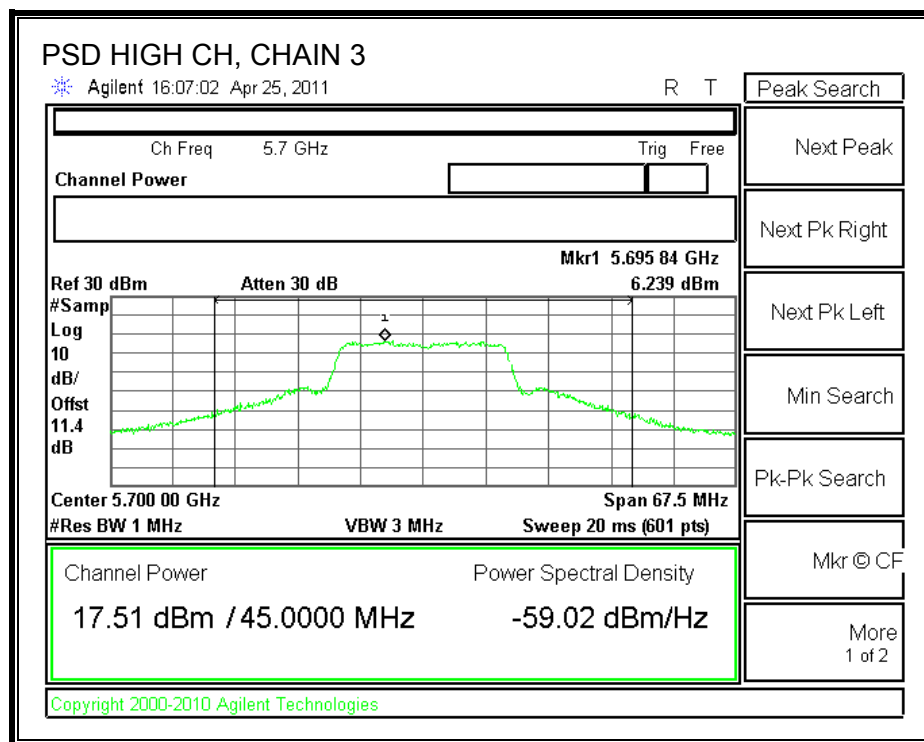 PSD HIGH CH, CHAIN 3
Agilent 16:07:02 Apr 25, 2011 R T
Peak Search
Ch Freq 5.7 GHz Trig Free
Next Peak
Channel Power
Next Pk Right
Mkr1 5.695 84 GHz
Ref 30 dBm Atten 30 dB 6.239 dBm
#Samp
Log
10
dB/
Offst
11.4
dB
1
Next Pk Left
Min Search
Pk-Pk Search
Center 5.700 00 GHz Span 67.5 MHz
#Res BW 1 MHz VBW 3 MHz Sweep 20 ms (601 pts)
Mkr © CF
Channel Power Power Spectral Density
17.51 dBm / 45.0000 MHz -59.02 dBm/Hz
More
1 of 2
Copyright 2000-2010 Agilent Technologies